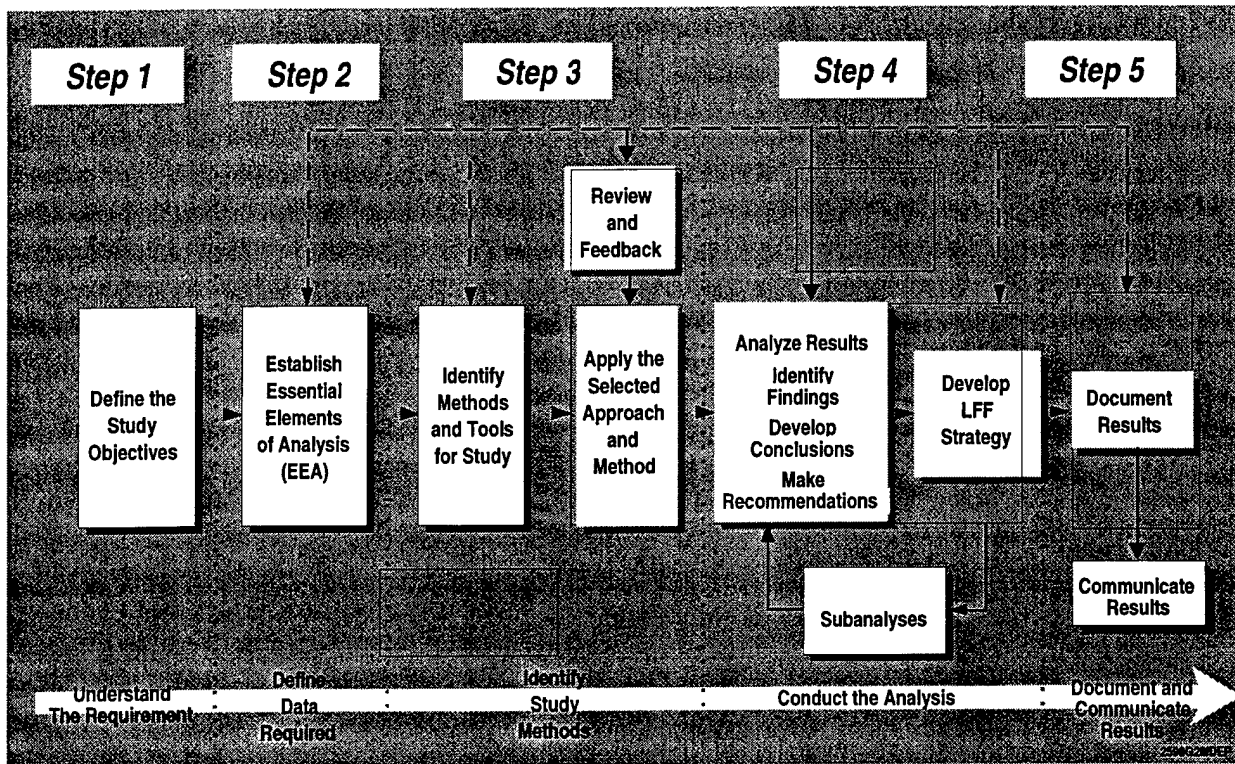 Step 1
Step 2
Step 3
Step 4
Step 5
Review
and
Feedback
Define the
Study
Objectives
Establish
Essential
Elements
of Analysis
(EEA)
Identify
Methods
and Tools
for Study
Apply the
Selected
Approach
and
Method
Analyze Results
Identify
Findings
Develop
Conclusions
Make
Recommendations
Develop
LFF
Strategy
Document
Results
Subanalyses
Communicate
Results
Understand
The Requirement
Define
Data
Required
Identify
Study
Methods
Conduct the Analysis
Document and
Communicate
Results